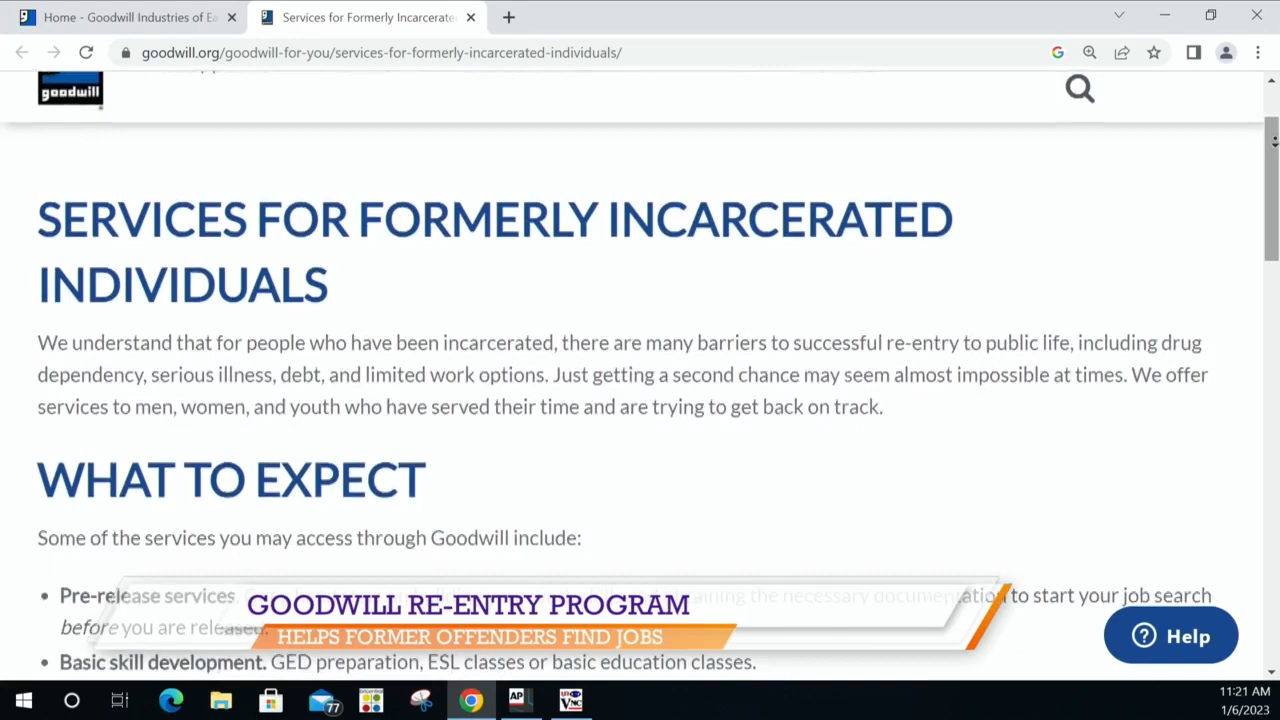 Home - Goodwill Industries of Ea
Services for Formerly Incarcerate
goodwill.org/goodwill-for-you/services-for-formerly-incarcerated-individuals/
goodwill
SERVICES FOR FORMERLY INCARCERATED
INDIVIDUALS
We understand that for people who have been incarcerated, there are many barriers to successful re-entry to public life, including drug
dependency, serious illness, debt, and limited work options. Just getting a second chance may seem almost impossible at times. We offer
services to men, women, and youth who have served their time and are trying to get back on track.
WHAT TO EXPECT
Some of the services you may access through Goodwill include:
• Pre-release services. aining the necessary documentation to start your job search
before you are released.
GOODWILL RE-ENTRY PROGRAM
HELPS FORMER OFFENDERS FIND JOBS
Help
• Basic skill development. GED preparation, ESL classes or basic education classes.
77
AP
VNC
11:21 AM
1/6/2023